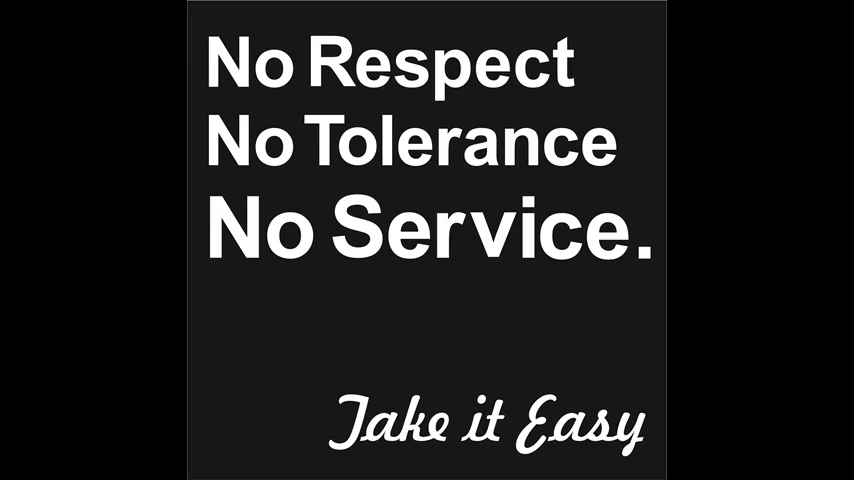 No Respect
No Tolerance
No Service.
Take it Easy